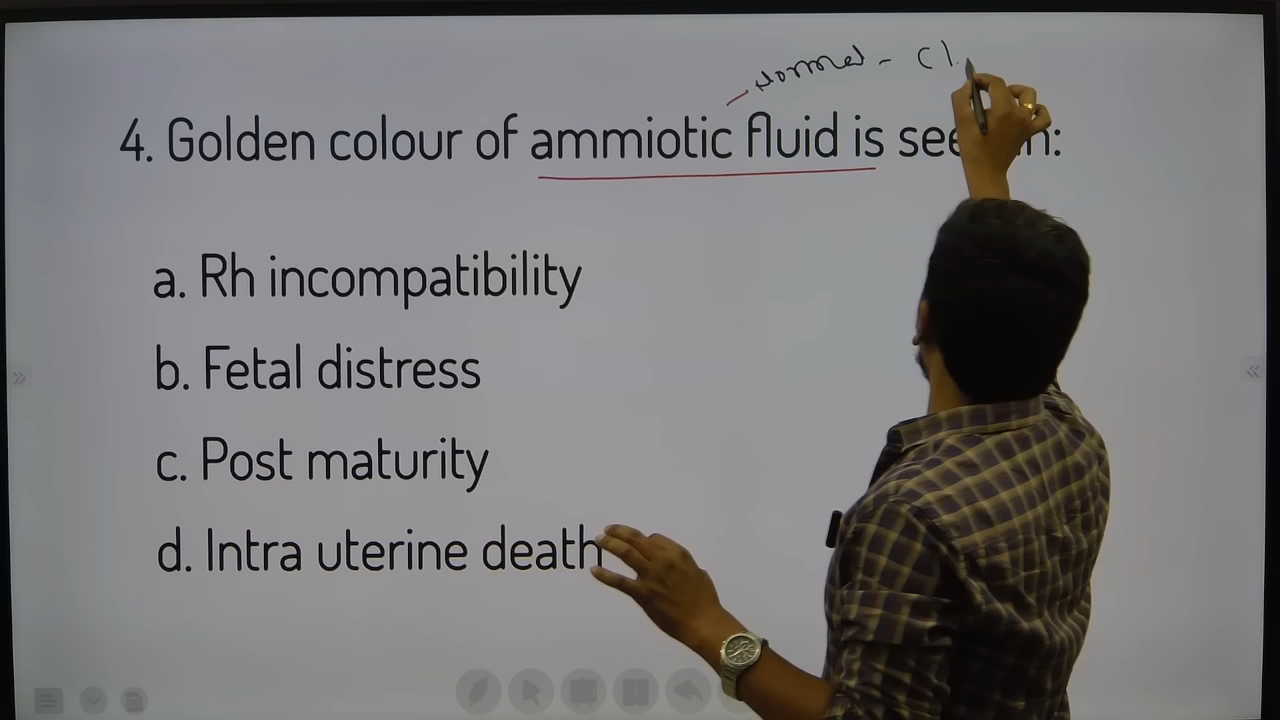 Normal - Cl
4. Golden colour of ammiotic fluid is see n:
a. Rh incompatibility
b. Fetal distress
c. Post maturity
d. Intra uterine death